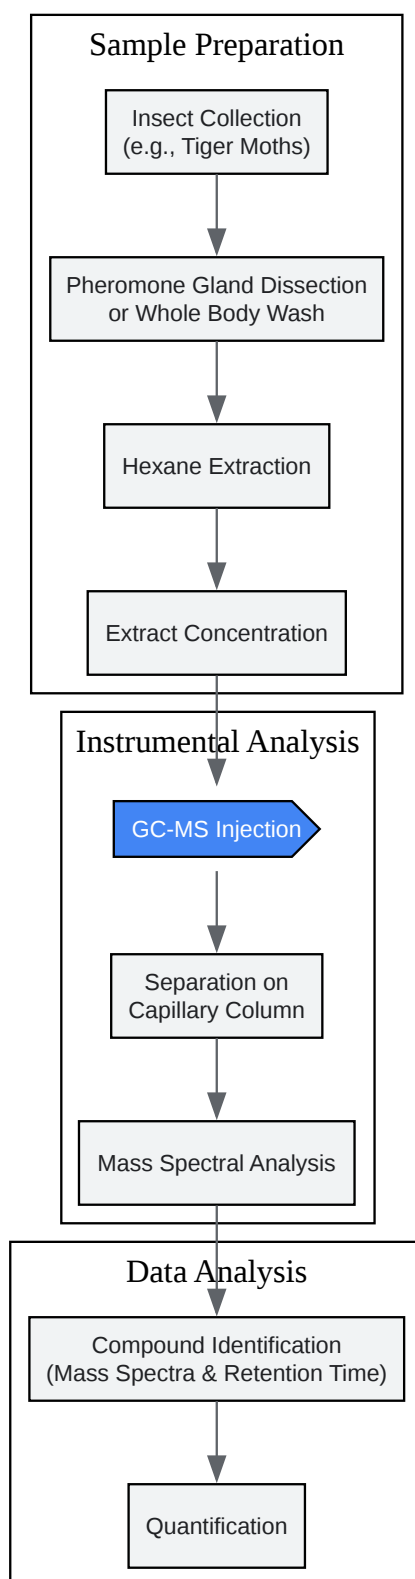 Sample Preparation
Insect Collection
(e.g., Tiger Moths)
Pheromone Gland Dissection
or Whole Body Wash
Hexane Extraction
Extract Concentration
Instrumental Analysis
GC-MS Injection
Separation on
Capillary Column
Mass Spectral Analysis
Data Analysis
Compound Identification
(Mass Spectra & Retention Time)
Quantification